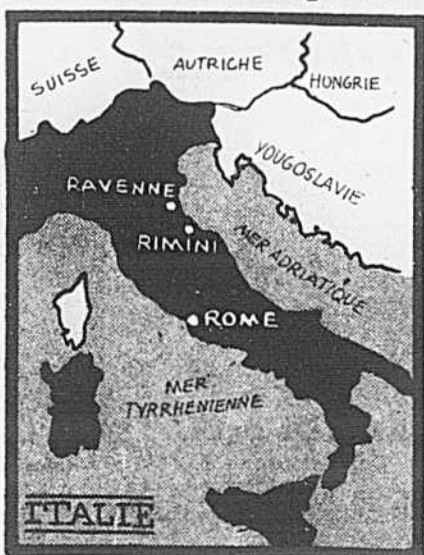 SUISSE
AUTRICHE
HONGRIE
YOUGOSLAVIE
RAVENNE
RIMINI
MER ADRIATIQUE
ROME
MER
TYRRHENIENNE
ITALIE